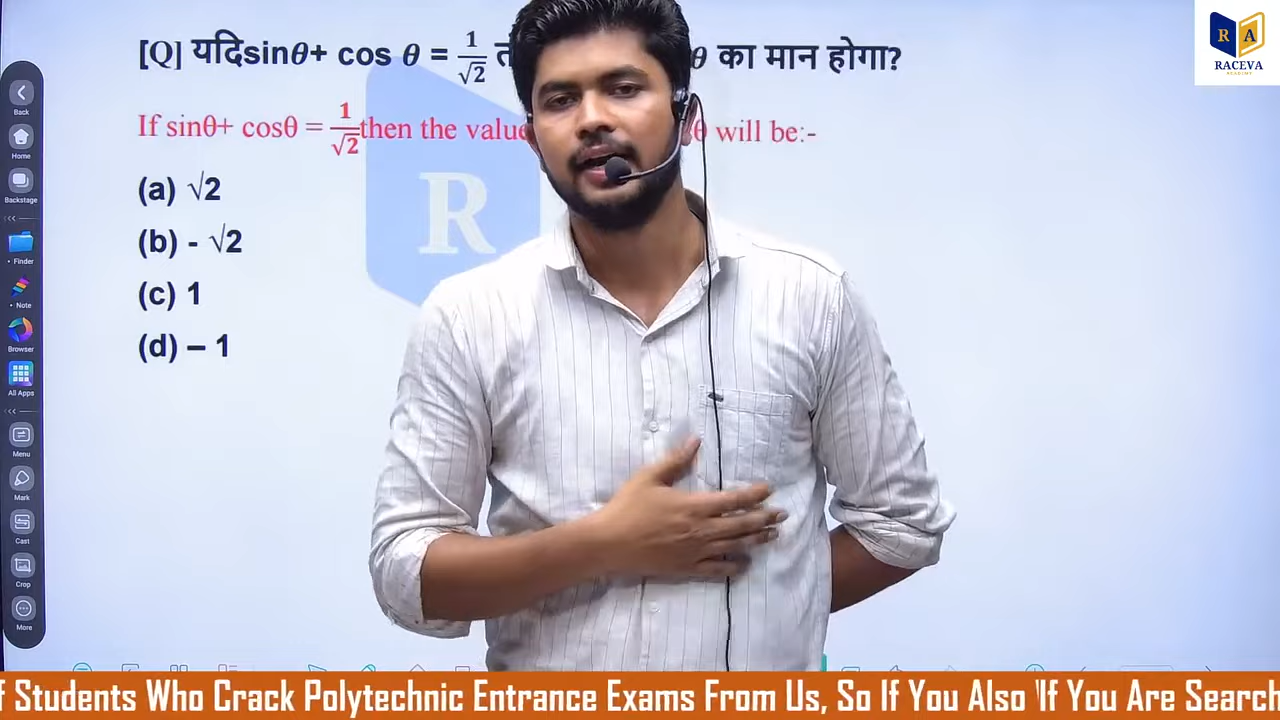 [Q] यदिsinθ+ cos θ = 1/√2 θ का मान होगा?
If sinθ+ cosθ = 1/√2 then the value θ will be:-
(a) √2
(b) - √2
(c) 1
(d) – 1
R
R A
RACEVA
ACADEMY
Back
Home
Backstage
Finder
Note
Browser
All Apps
Menu
Mark
Cast
Crop
More
Students Who Crack Polytechnic Entrance Exams From Us, So If You Also If You Are Search